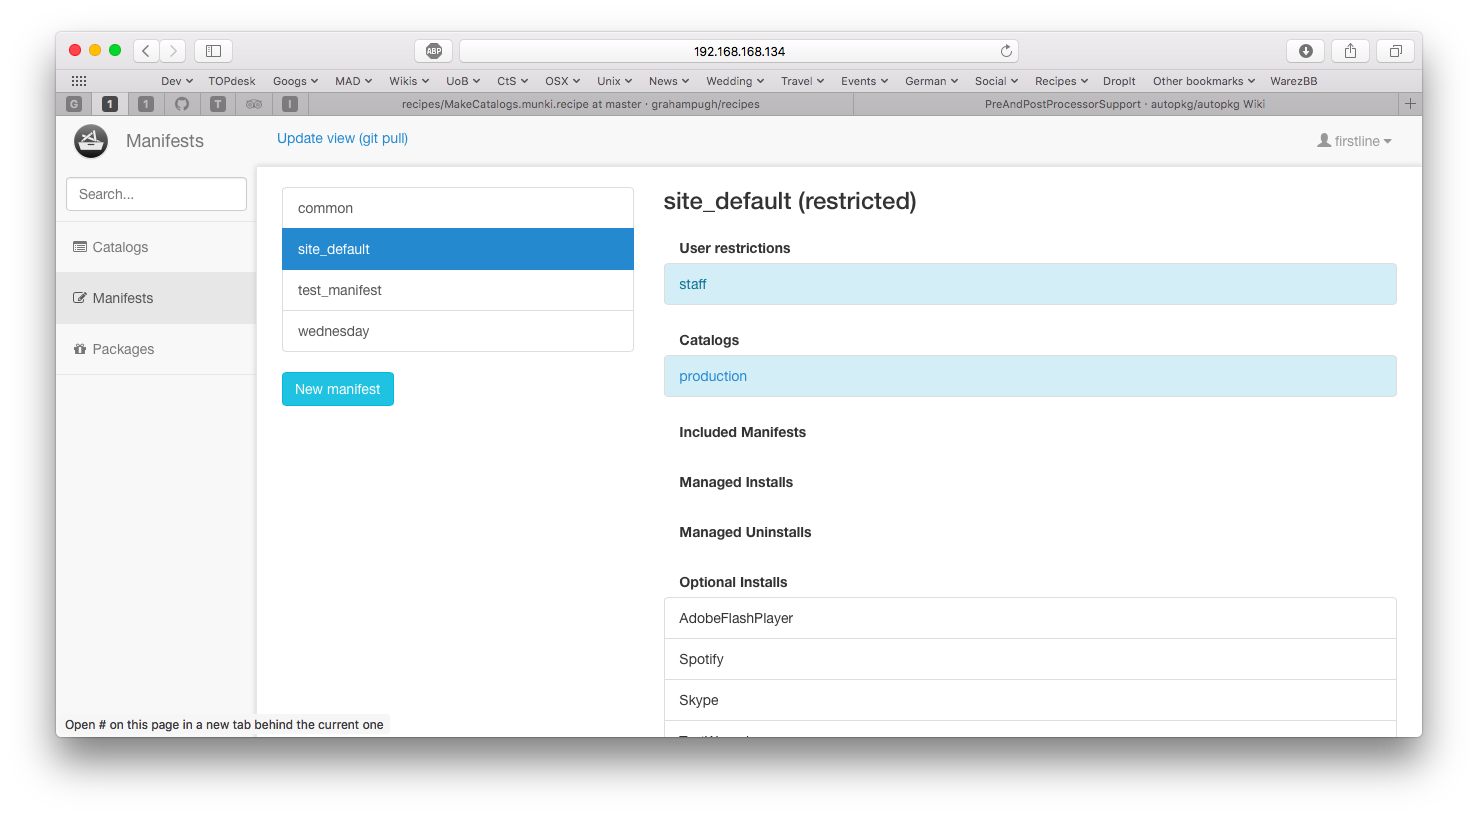 ABP
192.168.168.134
Dev TOPdesk Googs MAD Wikis UoB CtS OSX Unix News Wedding Travel Events German Social Recipes DropIt Other bookmarks WarezBB
G 1 1 T I recipes/MakeCatalogs.munki.recipe at master · grahampugh/recipes PreAndPostProcessorSupport · autopkg/autopkg Wiki
Manifests
Update view (git pull)
firstline
Search...
Catalogs
Manifests
Packages
common
site_default
test_manifest
wednesday
New manifest
site_default (restricted)
User restrictions
staff
Catalogs
production
Included Manifests
Managed Installs
Managed Uninstalls
Optional Installs
AdobeFlashPlayer
Spotify
Skype
Open # on this page in a new tab behind the current one